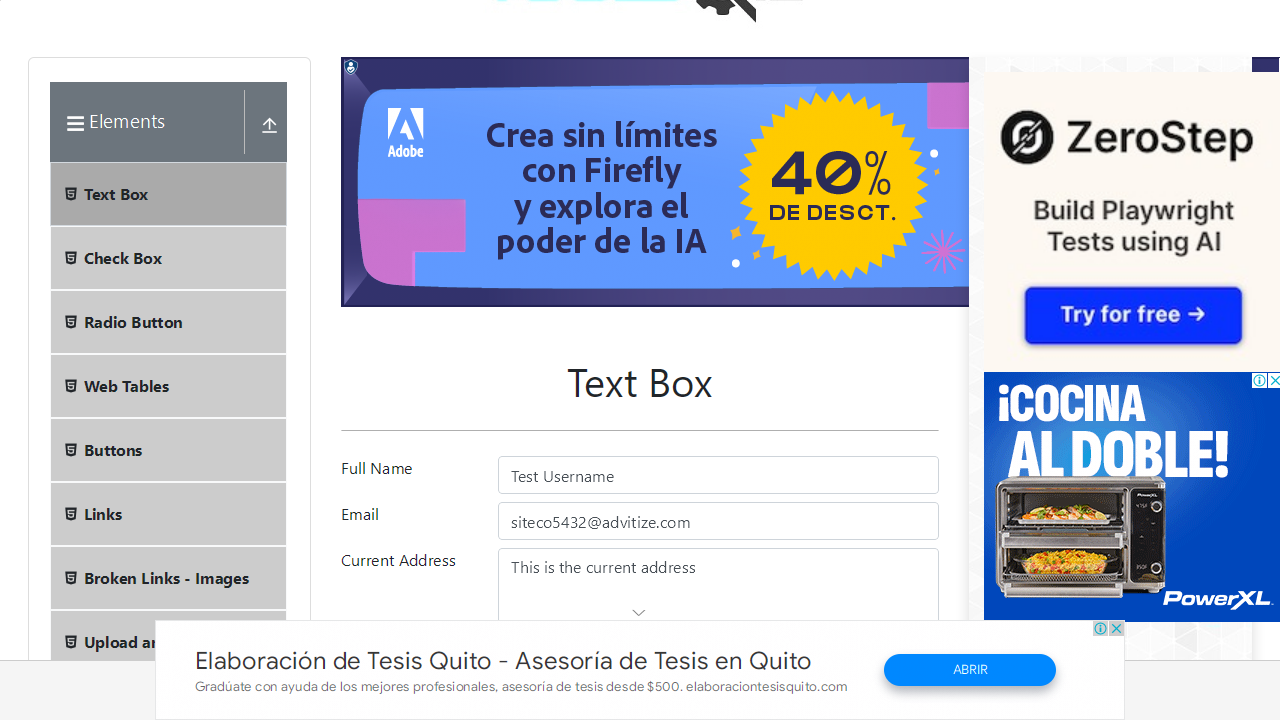 Elements
Text Box
Check Box
Radio Button
Web Tables
Buttons
Links
Broken Links - Images
Upload an
Adobe
Crea sin límites
con Firefly
y explora el
poder de la IA
40%
DE DESCT.
ZeroStep
Build Playwright
Tests using AI
Try for free →
¡COCINA
AL DOBLE!
PowerXL
Text Box
Full Name
Test Username
Email
siteco5432@advitize.com
Current Address
This is the current address
Elaboración de Tesis Quito - Asesoría de Tesis en Quito
Gradúate con ayuda de los mejores profesionales, asesoría de tesis desde $500. elaboraciontesisquito.com
ABRIR